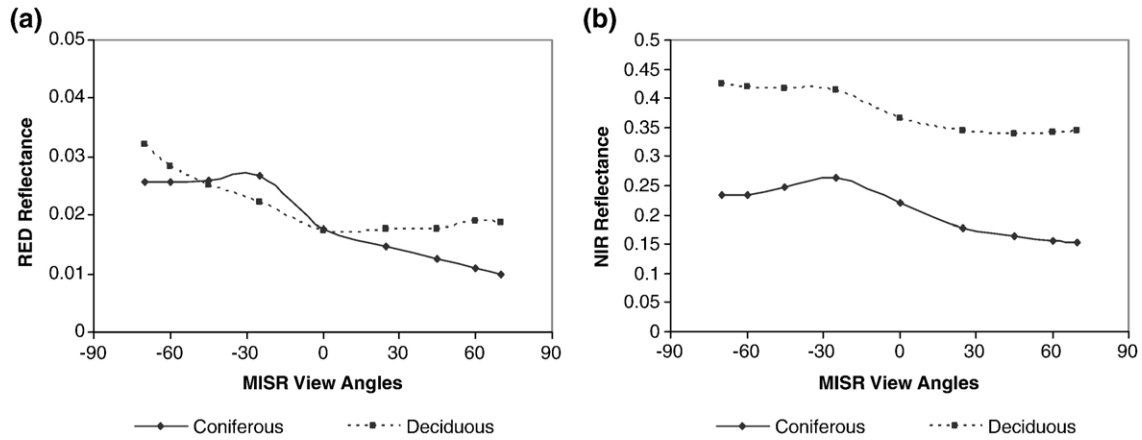 (a)
0.05
0.04
0.03
0.02
0.01
0
RED Reflectance
-90 -60 -30 0 30 60 90
MISR View Angles
Coniferous Deciduous
(b)
0.5
0.45
0.4
0.35
0.3
0.25
0.2
0.15
0.1
0.05
0
NIR Reflectance
-90 -60 -30 0 30 60 90
MISR View Angles
Coniferous Deciduous